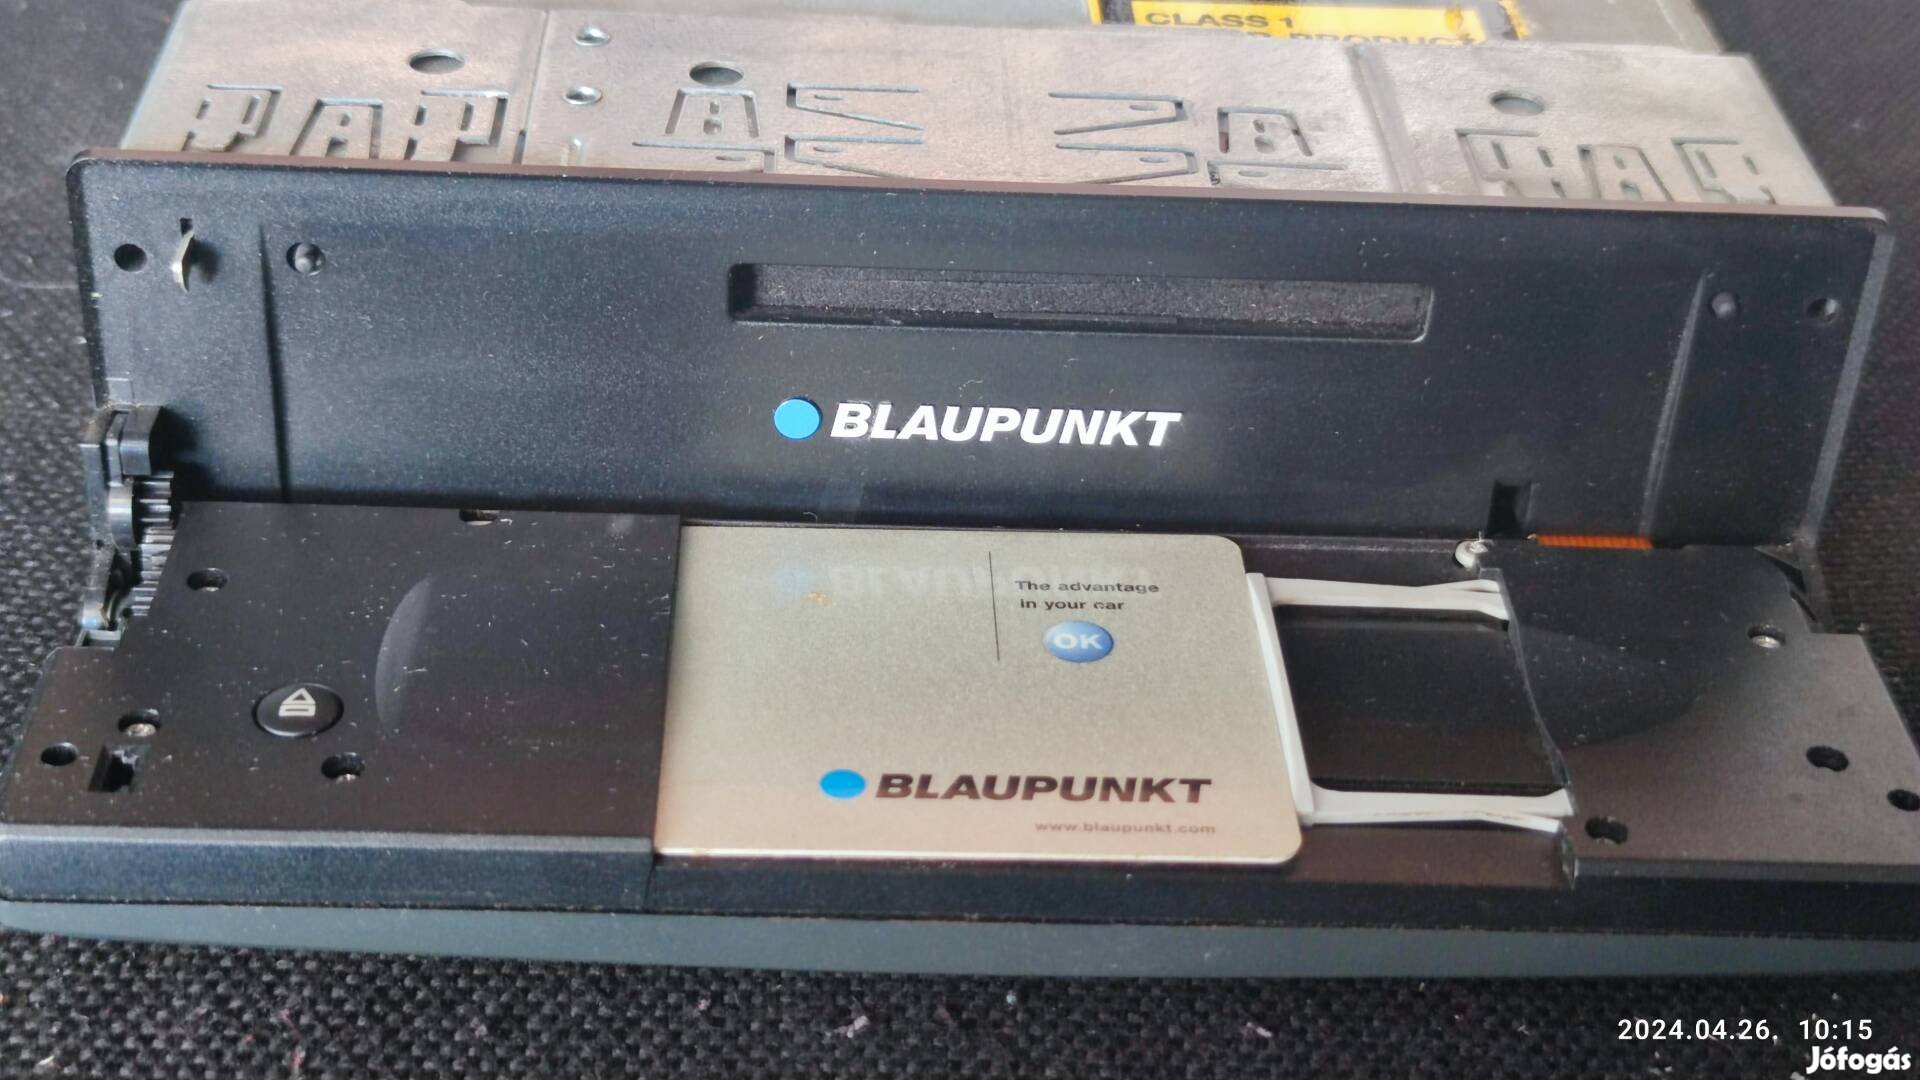 CLASS 1
BLAUPUNKT
The advantage
in your car
OK
BLAUPUNKT
www.blaupunkt.com
2024.04.26. 10:15
Jófogás